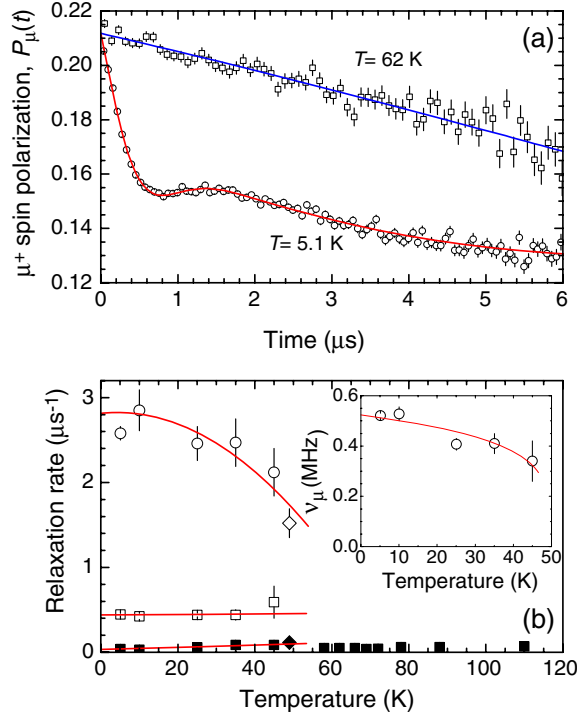 (a)
0.22
0.20
0.18
0.16
0.14
0.12
μ⁺ spin polarization, Pμ(t)
T = 62 K
T= 5.1 K
0 1 2 3 4 5 6
Time (μs)
(b)
3
2
1
0
Relaxation rate (μs⁻¹)
0.6
0.4
0.2
0.0
νμ (MHz)
0 10 20 30 40 50
Temperature (K)
0 20 40 60 80 100 120
Temperature (K)